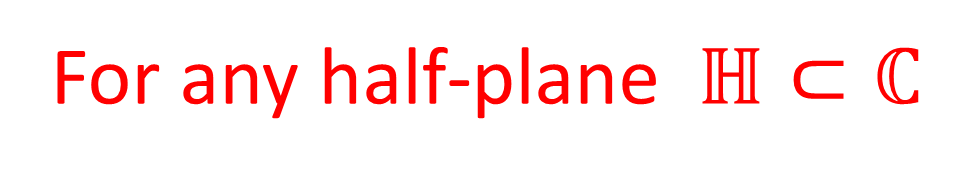 For any half-plane ℍ ⊂ ℂ